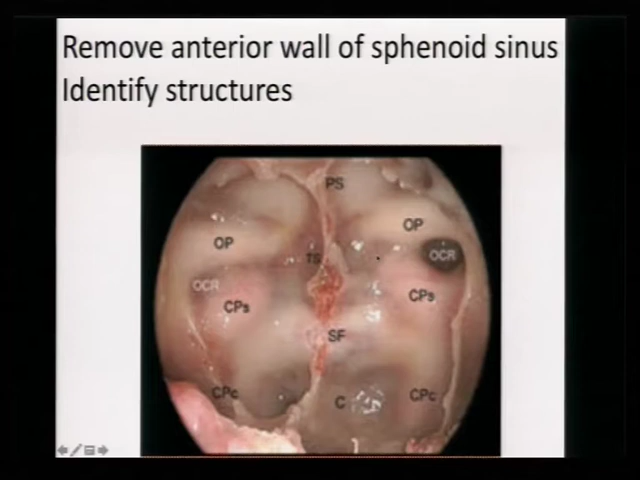 Remove anterior wall of sphenoid sinus
Identify structures
PS
OP
OP
TS
OCR
OCR
CPs
CPs
SF
CPc
C
CPc